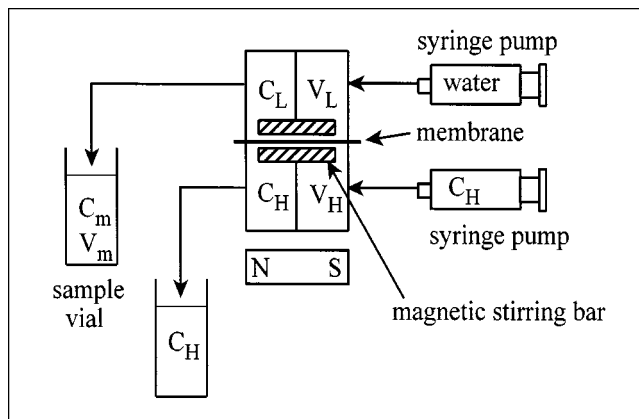 syringe pump
water
C_L V_L
membrane
C_H V_H
C_H
syringe pump
C_m
V_m
sample
vial
N S
magnetic stirring bar
C_H